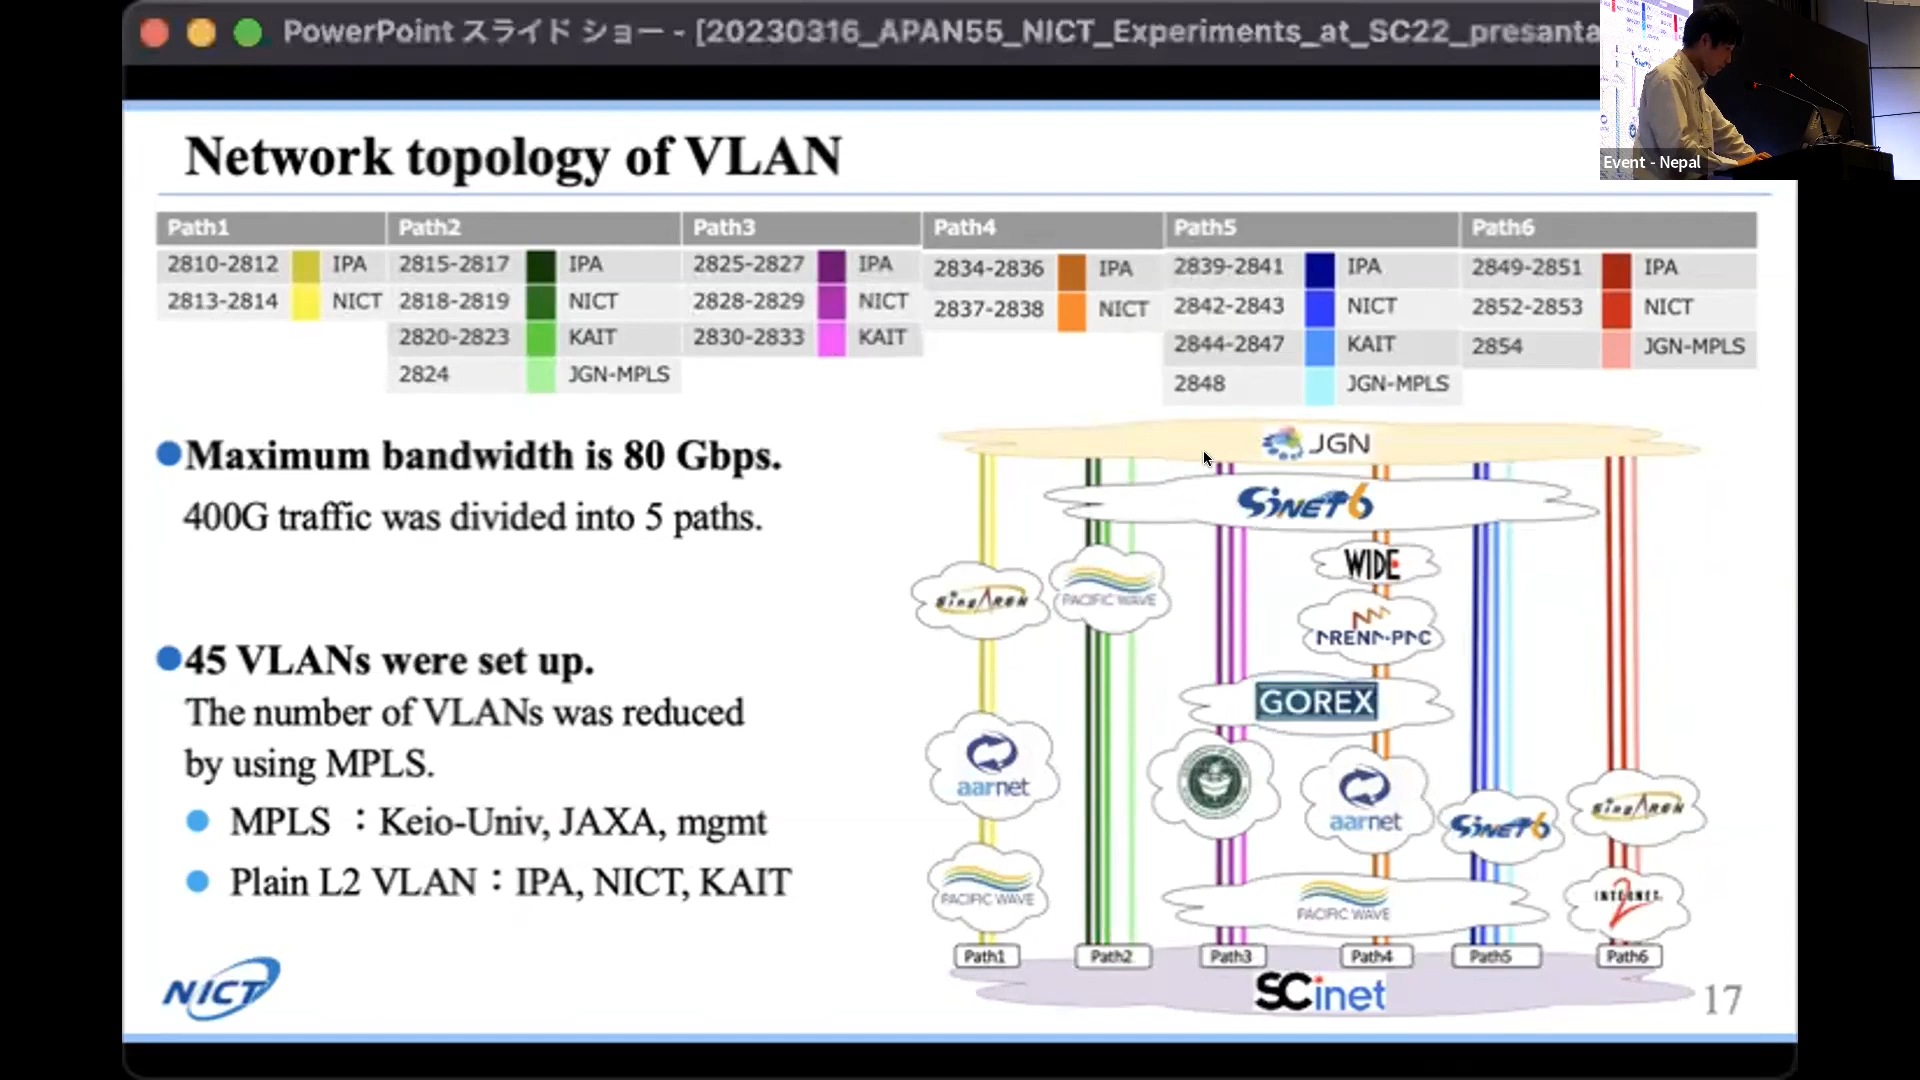 PowerPoint スライド ショー - [20230316_APAN55_NICT_Experiments_at_SC22_presanta
Event - Nepal
Network topology of VLAN
Path1 Path2 Path3 Path4 Path5 Path6
2810-2812 IPA 2815-2817 IPA 2825-2827 IPA 2834-2836 IPA 2839-2841 IPA 2849-2851 IPA
2813-2814 NICT 2818-2819 NICT 2828-2829 NICT 2837-2838 NICT 2842-2843 NICT 2852-2853 NICT
2820-2823 KAIT 2830-2833 KAIT 2844-2847 KAIT 2854 JGN-MPLS
2824 JGN-MPLS 2848 JGN-MPLS
Maximum bandwidth is 80 Gbps.
400G traffic was divided into 5 paths.
45 VLANs were set up.
The number of VLANs was reduced
by using MPLS.
MPLS ：Keio-Univ, JAXA, mgmt
Plain L2 VLAN：IPA, NICT, KAIT
JGN
SINET6
WIDE
SingAREN PACIFIC WAVE
ARENA-PAC
GOREX
aarnet aarnet SINET6 SingAREN
PACIFIC WAVE PACIFIC WAVE INTERNET 2
Path1 Path2 Path3 Path4 Path5 Path6
SCinet
NICT
17